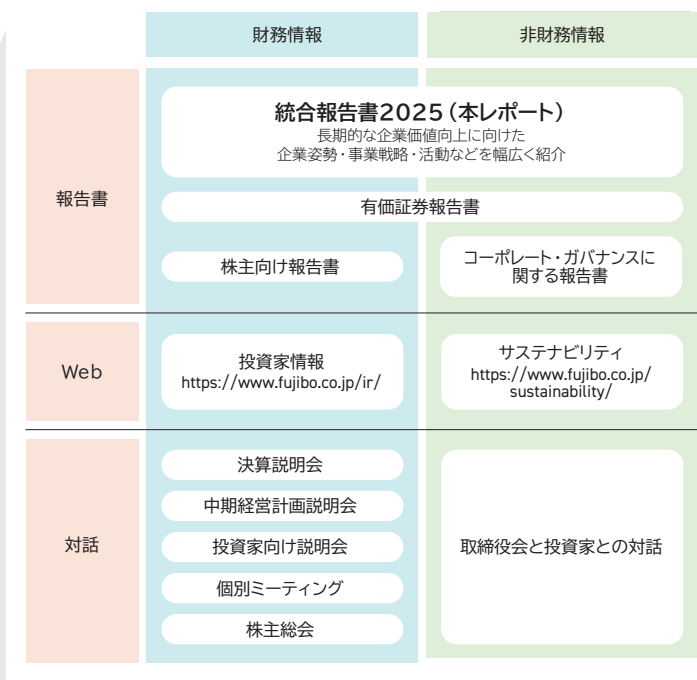 財務情報
非財務情報
報告書
統合報告書2025（本レポート）
長期的な企業価値向上に向けた
企業姿勢・事業戦略・活動などを幅広く紹介
有価証券報告書
株主向け報告書
コーポレート・ガバナンスに
関する報告書
Web
投資家情報
https://www.fujibo.co.jp/ir/
サステナビリティ
https://www.fujibo.co.jp/
sustainability/
対話
決算説明会
中期経営計画説明会
投資家向け説明会
個別ミーティング
株主総会
取締役会と投資家との対話